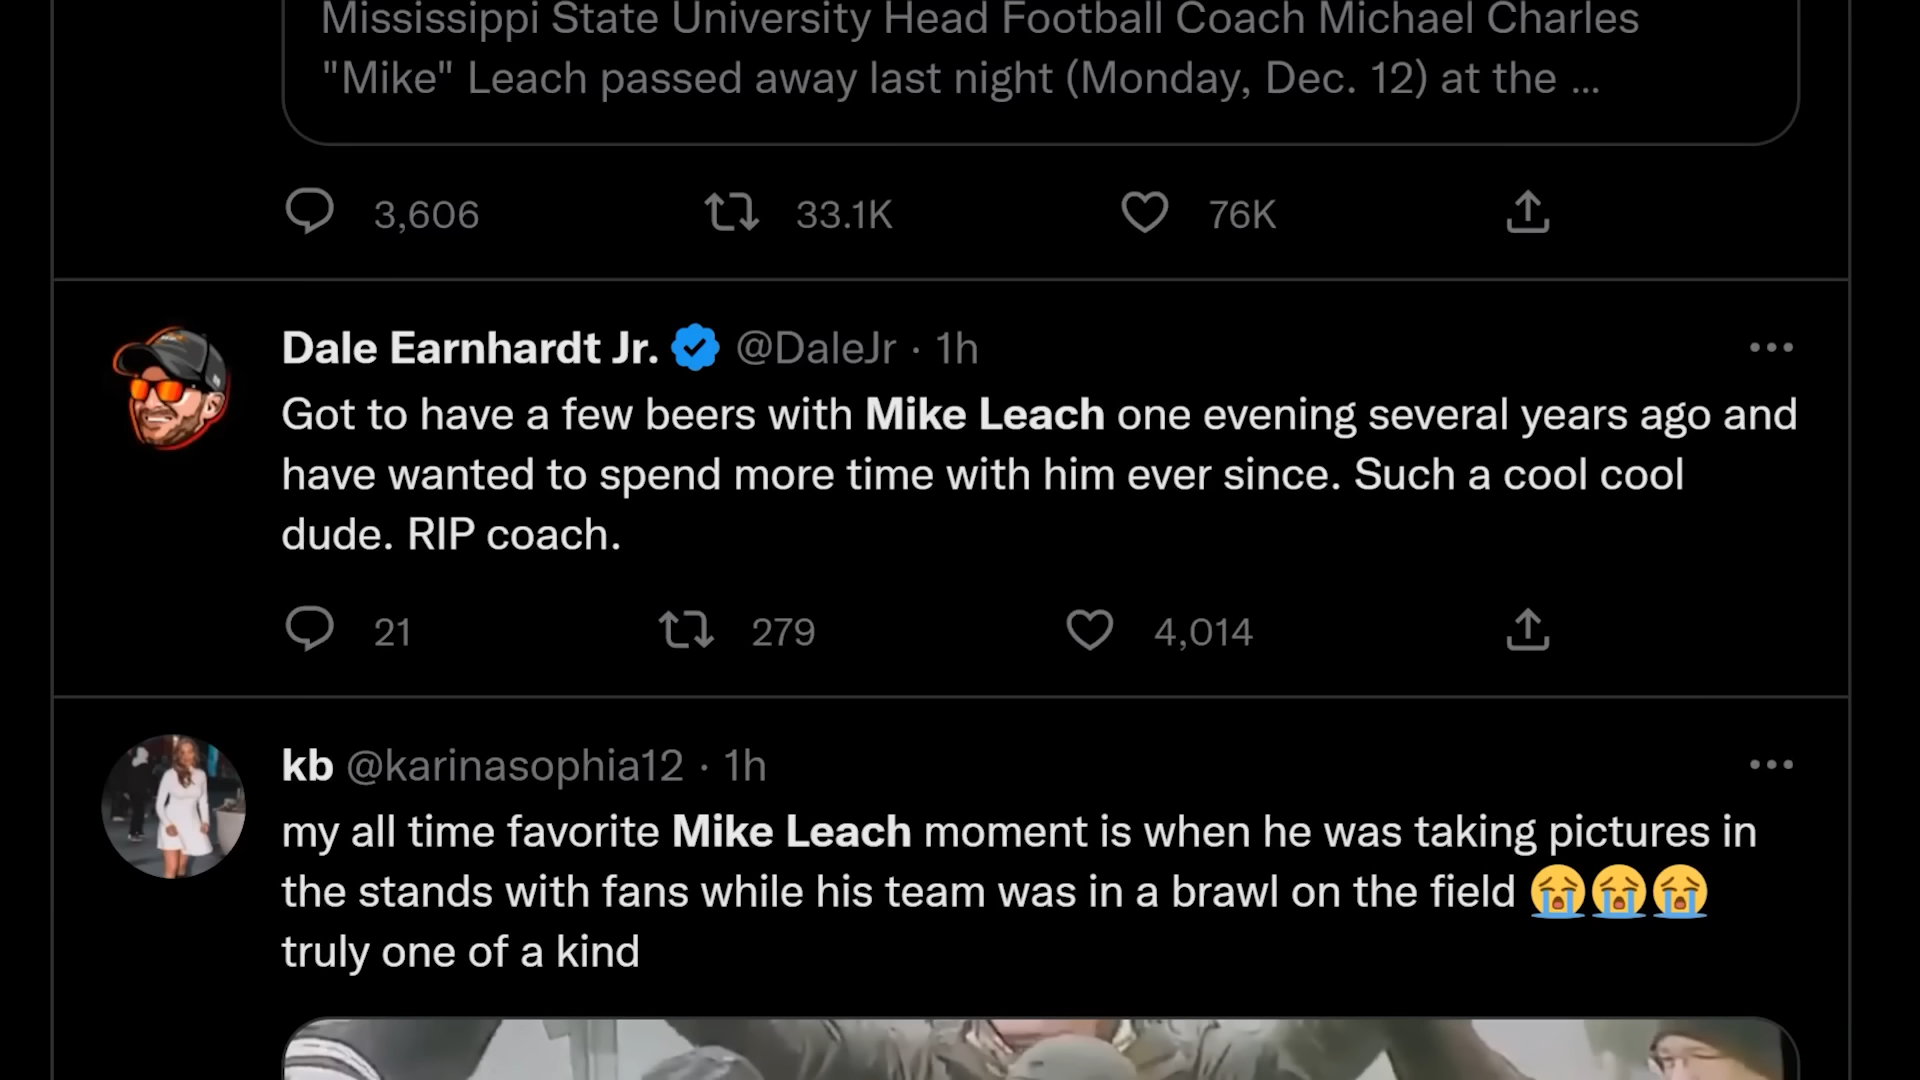 Mississippi State University Head Football Coach Michael Charles
"Mike" Leach passed away last night (Monday, Dec. 12) at the ...
3,606 33.1K 76K
Dale Earnhardt Jr. @DaleJr · 1h
Got to have a few beers with Mike Leach one evening several years ago and
have wanted to spend more time with him ever since. Such a cool cool
dude. RIP coach.
21 279 4,014
kb @karinasophia12 · 1h
my all time favorite Mike Leach moment is when he was taking pictures in
the stands with fans while his team was in a brawl on the field 😭😭😭
truly one of a kind